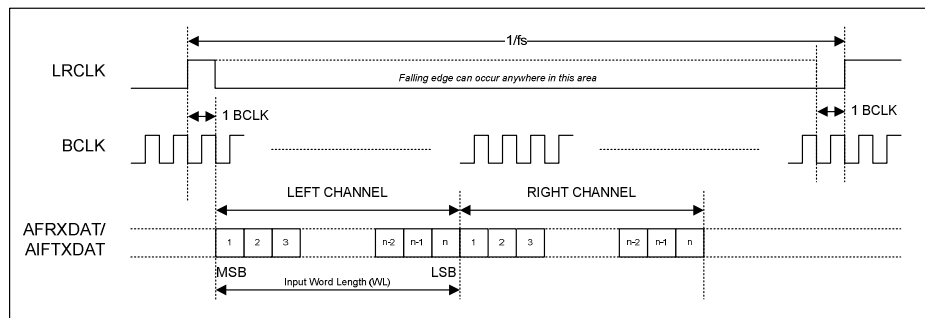 1/fs
LRCLK
Falling edge can occur anywhere in this area
1 BCLK
1 BCLK
BCLK
LEFT CHANNEL
RIGHT CHANNEL
AFRXDAT/
AIFTXDAT
1 2 3 n-2 n-1 n 1 2 3 n-2 n-1 n
MSB LSB
Input Word Length (WL)